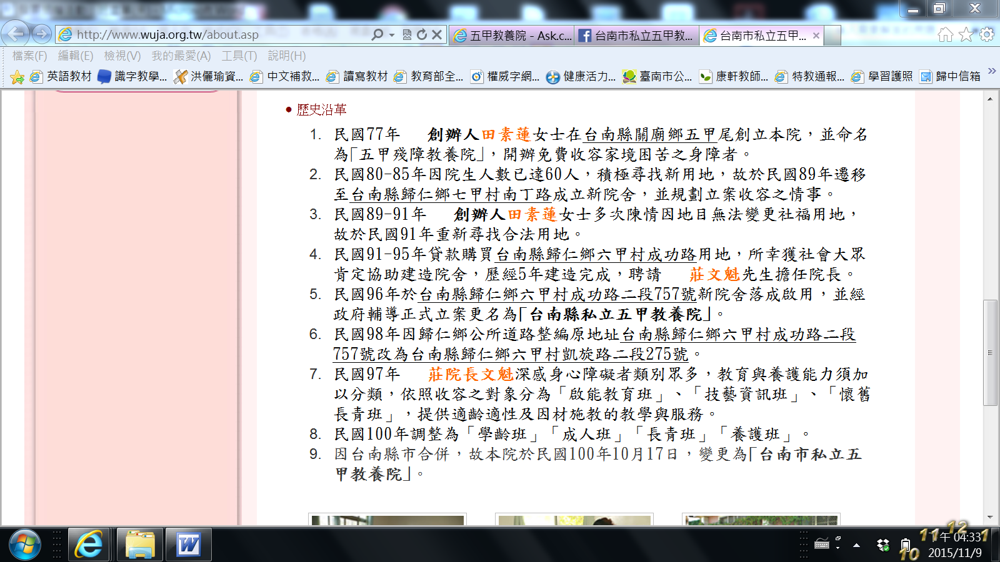 http://www.wuja.org.tw/about.asp
五甲教養院 - Ask.c...
台南市私立五甲教...
台南市私立五甲...
檔案(F) 編輯(E) 檢視(V) 我的最愛(A) 工具(T) 說明(H)
英語教材 識字教學... 洪儷瑜資... 中文補救... 讀寫教材 教育部全... 權威字網... 健康活力... 臺南市公... 康軒教師... 特教通報... 學習護照 歸中信箱
歷史沿革
1. 民國77年 創辦人田素蓮女士在台南縣關廟鄉五甲尾創立本院，並命名
為「五甲殘障教養院」，開辦免費收容家境困苦之身障者。
2. 民國80-85年因院生人數已達60人，積極尋找新用地，故於民國89年遷移
至台南縣歸仁鄉七甲村南丁路成立新院舍，並規劃立案收容之情事。
3. 民國89-91年 創辦人田素蓮女士多次陳情因地目無法變更社福用地，
故於民國91年重新尋找合法用地。
4. 民國91-95年貸款購買台南縣歸仁鄉六甲村成功路用地，所幸獲社會大眾
肯定協助建造院舍，歷經5年建造完成，聘請 莊文魁先生擔任院長。
5. 民國96年於台南縣歸仁鄉六甲村成功路二段757號新院舍落成啟用，並經
政府輔導正式立案更名為「台南縣私立五甲教養院」。
6. 民國98年因歸仁鄉公所道路整編原地址台南縣歸仁鄉六甲村成功路二段
757號改為台南縣歸仁鄉六甲村凱旋路二段275號。
7. 民國97年 莊院長文魁深感身心障礙者類別眾多，教育與養護能力須加
以分類，依照收容之對象分為「啟能教育班」、「技藝資訊班」、「懷舊
長青班」，提供適齡適性及因材施教的教學與服務。
8. 民國100年調整為「學齡班」「成人班」「長青班」「養護班」。
9. 因台南縣市合併，故本院於民國100年10月17日，變更為「台南市私立五
甲教養院」。
11 12 1
下午 04:33
10
2015/11/9